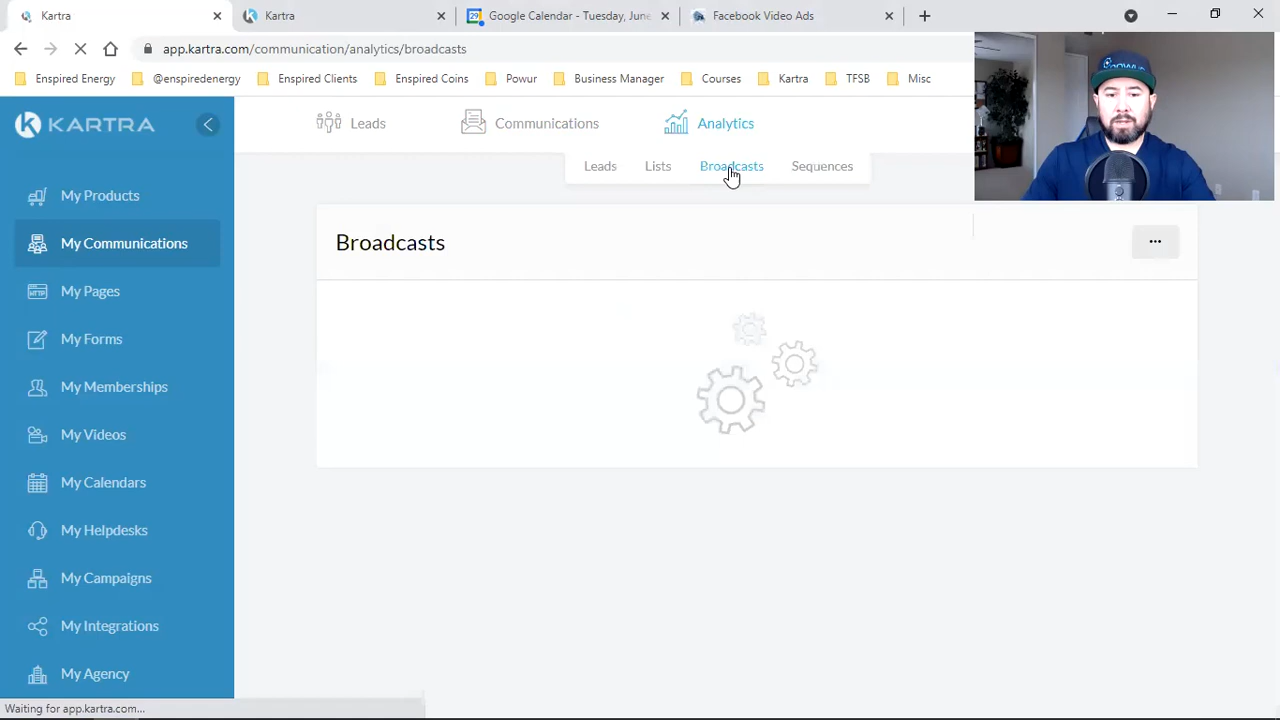 Kartra
Kartra
Google Calendar - Tuesday, June
Facebook Video Ads
app.kartra.com/communication/analytics/broadcasts
Enspired Energy
@enspiredenergy
Ensyired Clients
Enspired Coins
Powur
Business Manager
Courses
Kartra
TFSB
Misc
KARTRA
Leads
Communications
Analytics
Leads
Lists
Broadcasts
Sequences
My Products
My Communications
My Pages
My Forms
My Memberships
My Videos
My Calendars
My Helpdesks
My Campaigns
My Integrations
My Agency
Broadcasts
Waiting for app.kartra.com...